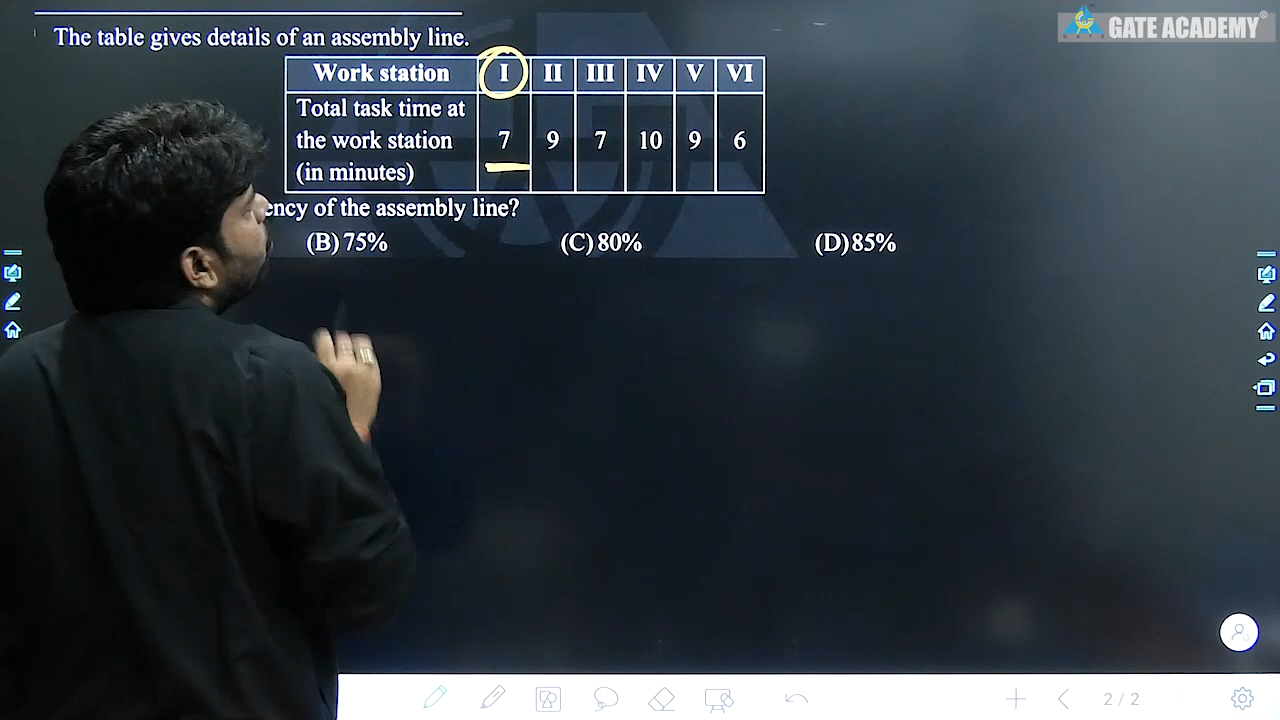 The table gives details of an assembly line.
GATE ACADEMY®
Work station I II III IV V VI
Total task time at
the work station
(in minutes) 7 9 7 10 9 6
of the assembly line?
(B) 75% (C) 80% (D) 85%
2 / 2